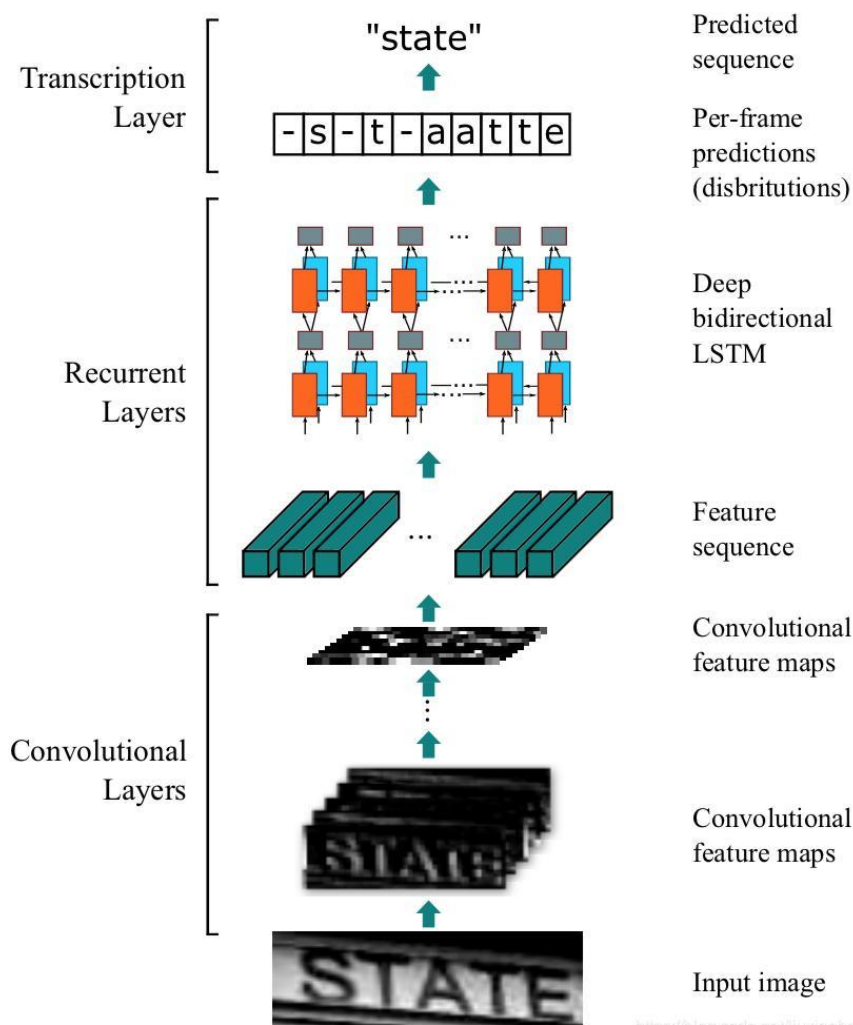 "state"
Predicted
sequence
Transcription
Layer
-s-t-aatte
Per-frame
predictions
(disbritutions)
...
Recurrent
Layers
Deep
bidirectional
LSTM
...
Feature
sequence
Convolutional
Layers
Convolutional
feature maps
STATE
Convolutional
feature maps
STATE
Input image